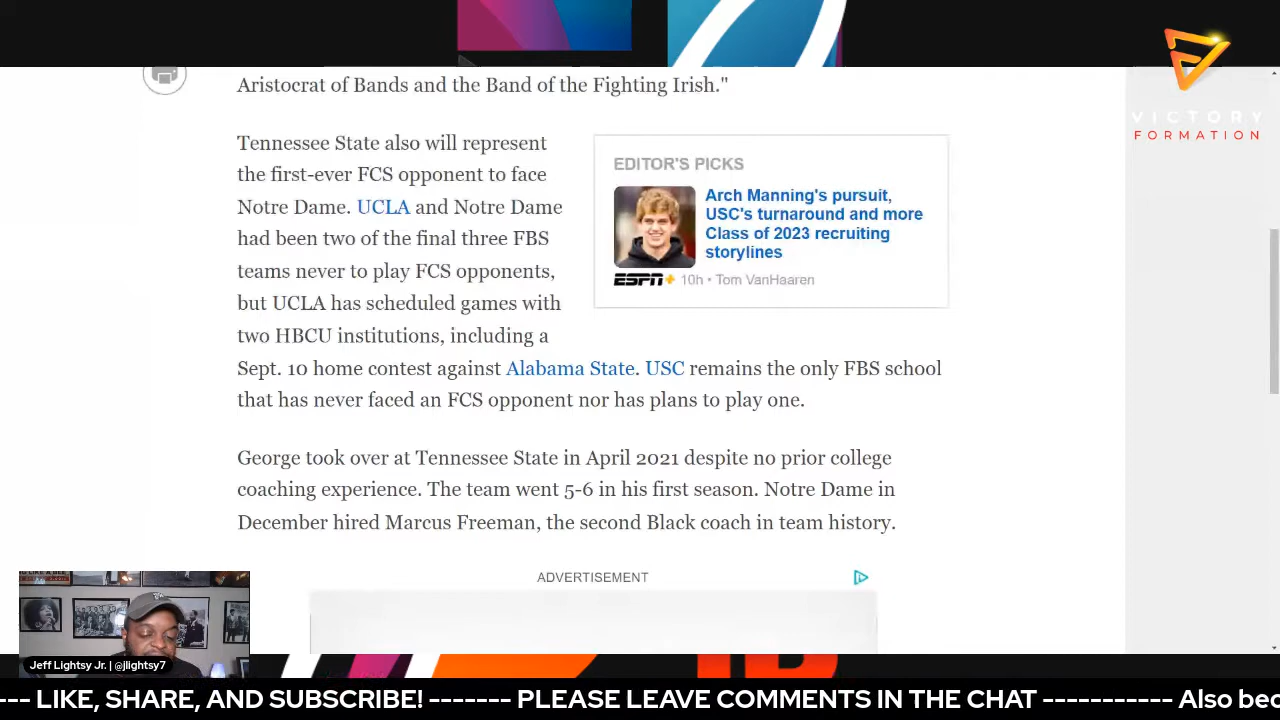 Aristocrat of Bands and the Band of the Fighting Irish."
Tennessee State also will represent
the first-ever FCS opponent to face
Notre Dame. UCLA and Notre Dame
had been two of the final three FBS
teams never to play FCS opponents,
but UCLA has scheduled games with
two HBCU institutions, including a
Sept. 10 home contest against Alabama State. USC remains the only FBS school
that has never faced an FCS opponent nor has plans to play one.
EDITOR'S PICKS
Arch Manning's pursuit,
USC's turnaround and more
Class of 2023 recruiting
storylines
ESPN+ 10h • Tom VanHaaren
George took over at Tennessee State in April 2021 despite no prior college
coaching experience. The team went 5-6 in his first season. Notre Dame in
December hired Marcus Freeman, the second Black coach in team history.
ADVERTISEMENT
VICTORY
FORMATION
Jeff Lightsy Jr. | @jlightsy7
--- LIKE, SHARE, AND SUBSCRIBE! ------- PLEASE LEAVE COMMENTS IN THE CHAT ----------- Also bec